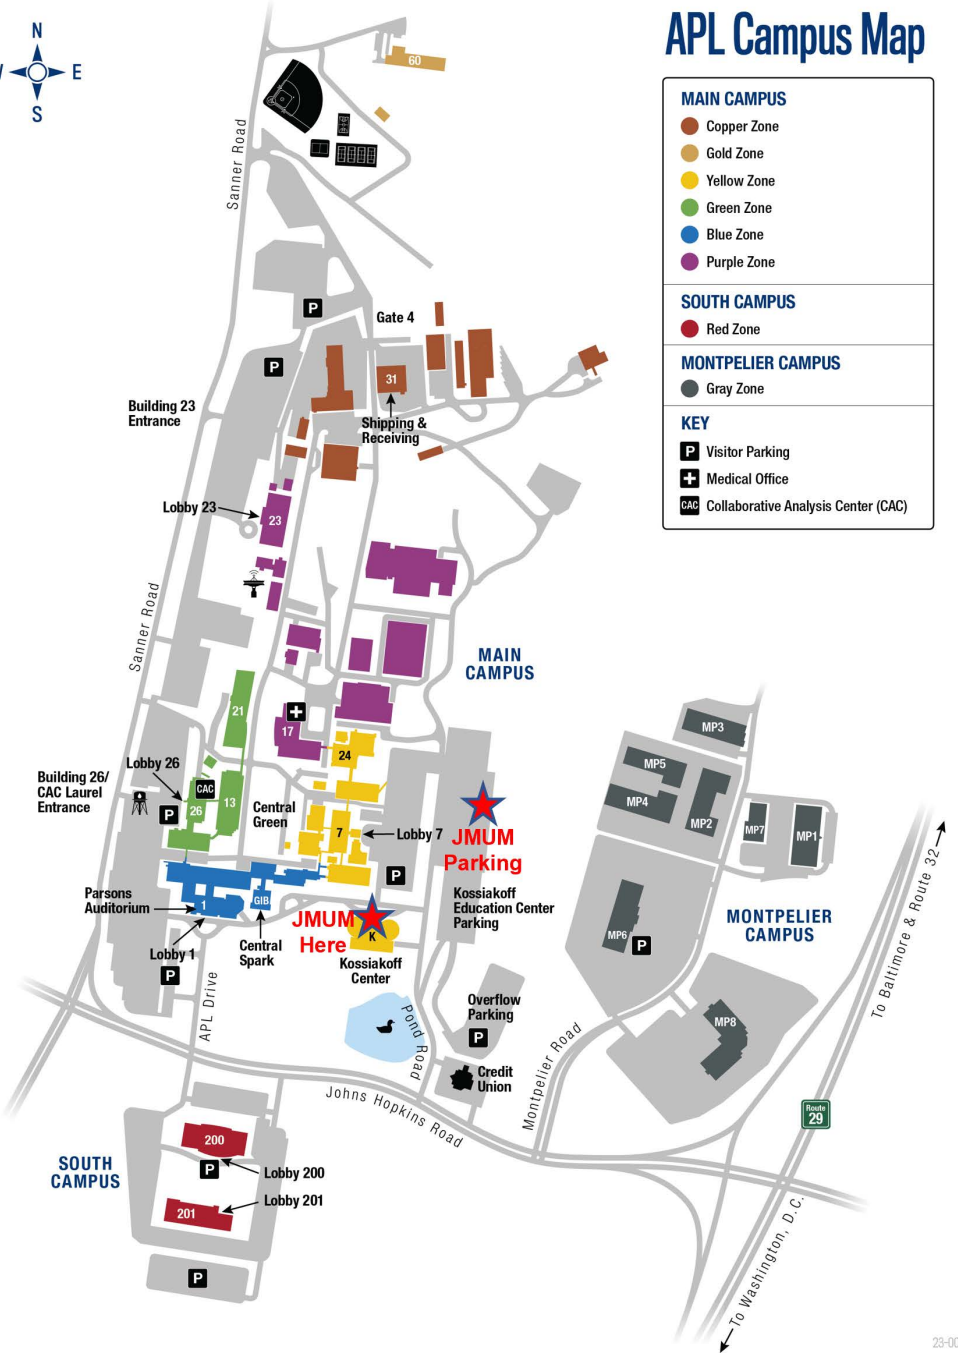 APL Campus Map
N
E
S
MAIN CAMPUS
Copper Zone
Gold Zone
Yellow Zone
Green Zone
Blue Zone
Purple Zone
SOUTH CAMPUS
Red Zone
MONTPELIER CAMPUS
Gray Zone
KEY
P Visitor Parking
Medical Office
CAC Collaborative Analysis Center (CAC)
60
Sanner Road
P
Gate 4
P
31
Building 23
Entrance
Shipping &
Receiving
Lobby 23
23
Sanner Road
MAIN
CAMPUS
21
17
24
Lobby 26
Building 26/
CAC Laurel
Entrance
CAC
26
13
P
Central
Green
7
Lobby 7
JMUM
Parking
P
Parsons
Auditorium
1
GIB
Kossiakoff
Education Center
Parking
JMUM
Here
K
Lobby 1
Central
Spark
Kossiakoff
Center
P
APL Drive
Pond Road
Overflow
Parking
P
Credit
Union
Johns Hopkins Road
Montpelier Road
MP3
MP5
MP4
MP2
MP7
MP1
MP6
P
MONTPELIER
CAMPUS
MP8
To Baltimore & Route 32
Route
29
To Washington, D.C.
SOUTH
CAMPUS
200
P
Lobby 200
Lobby 201
201
P